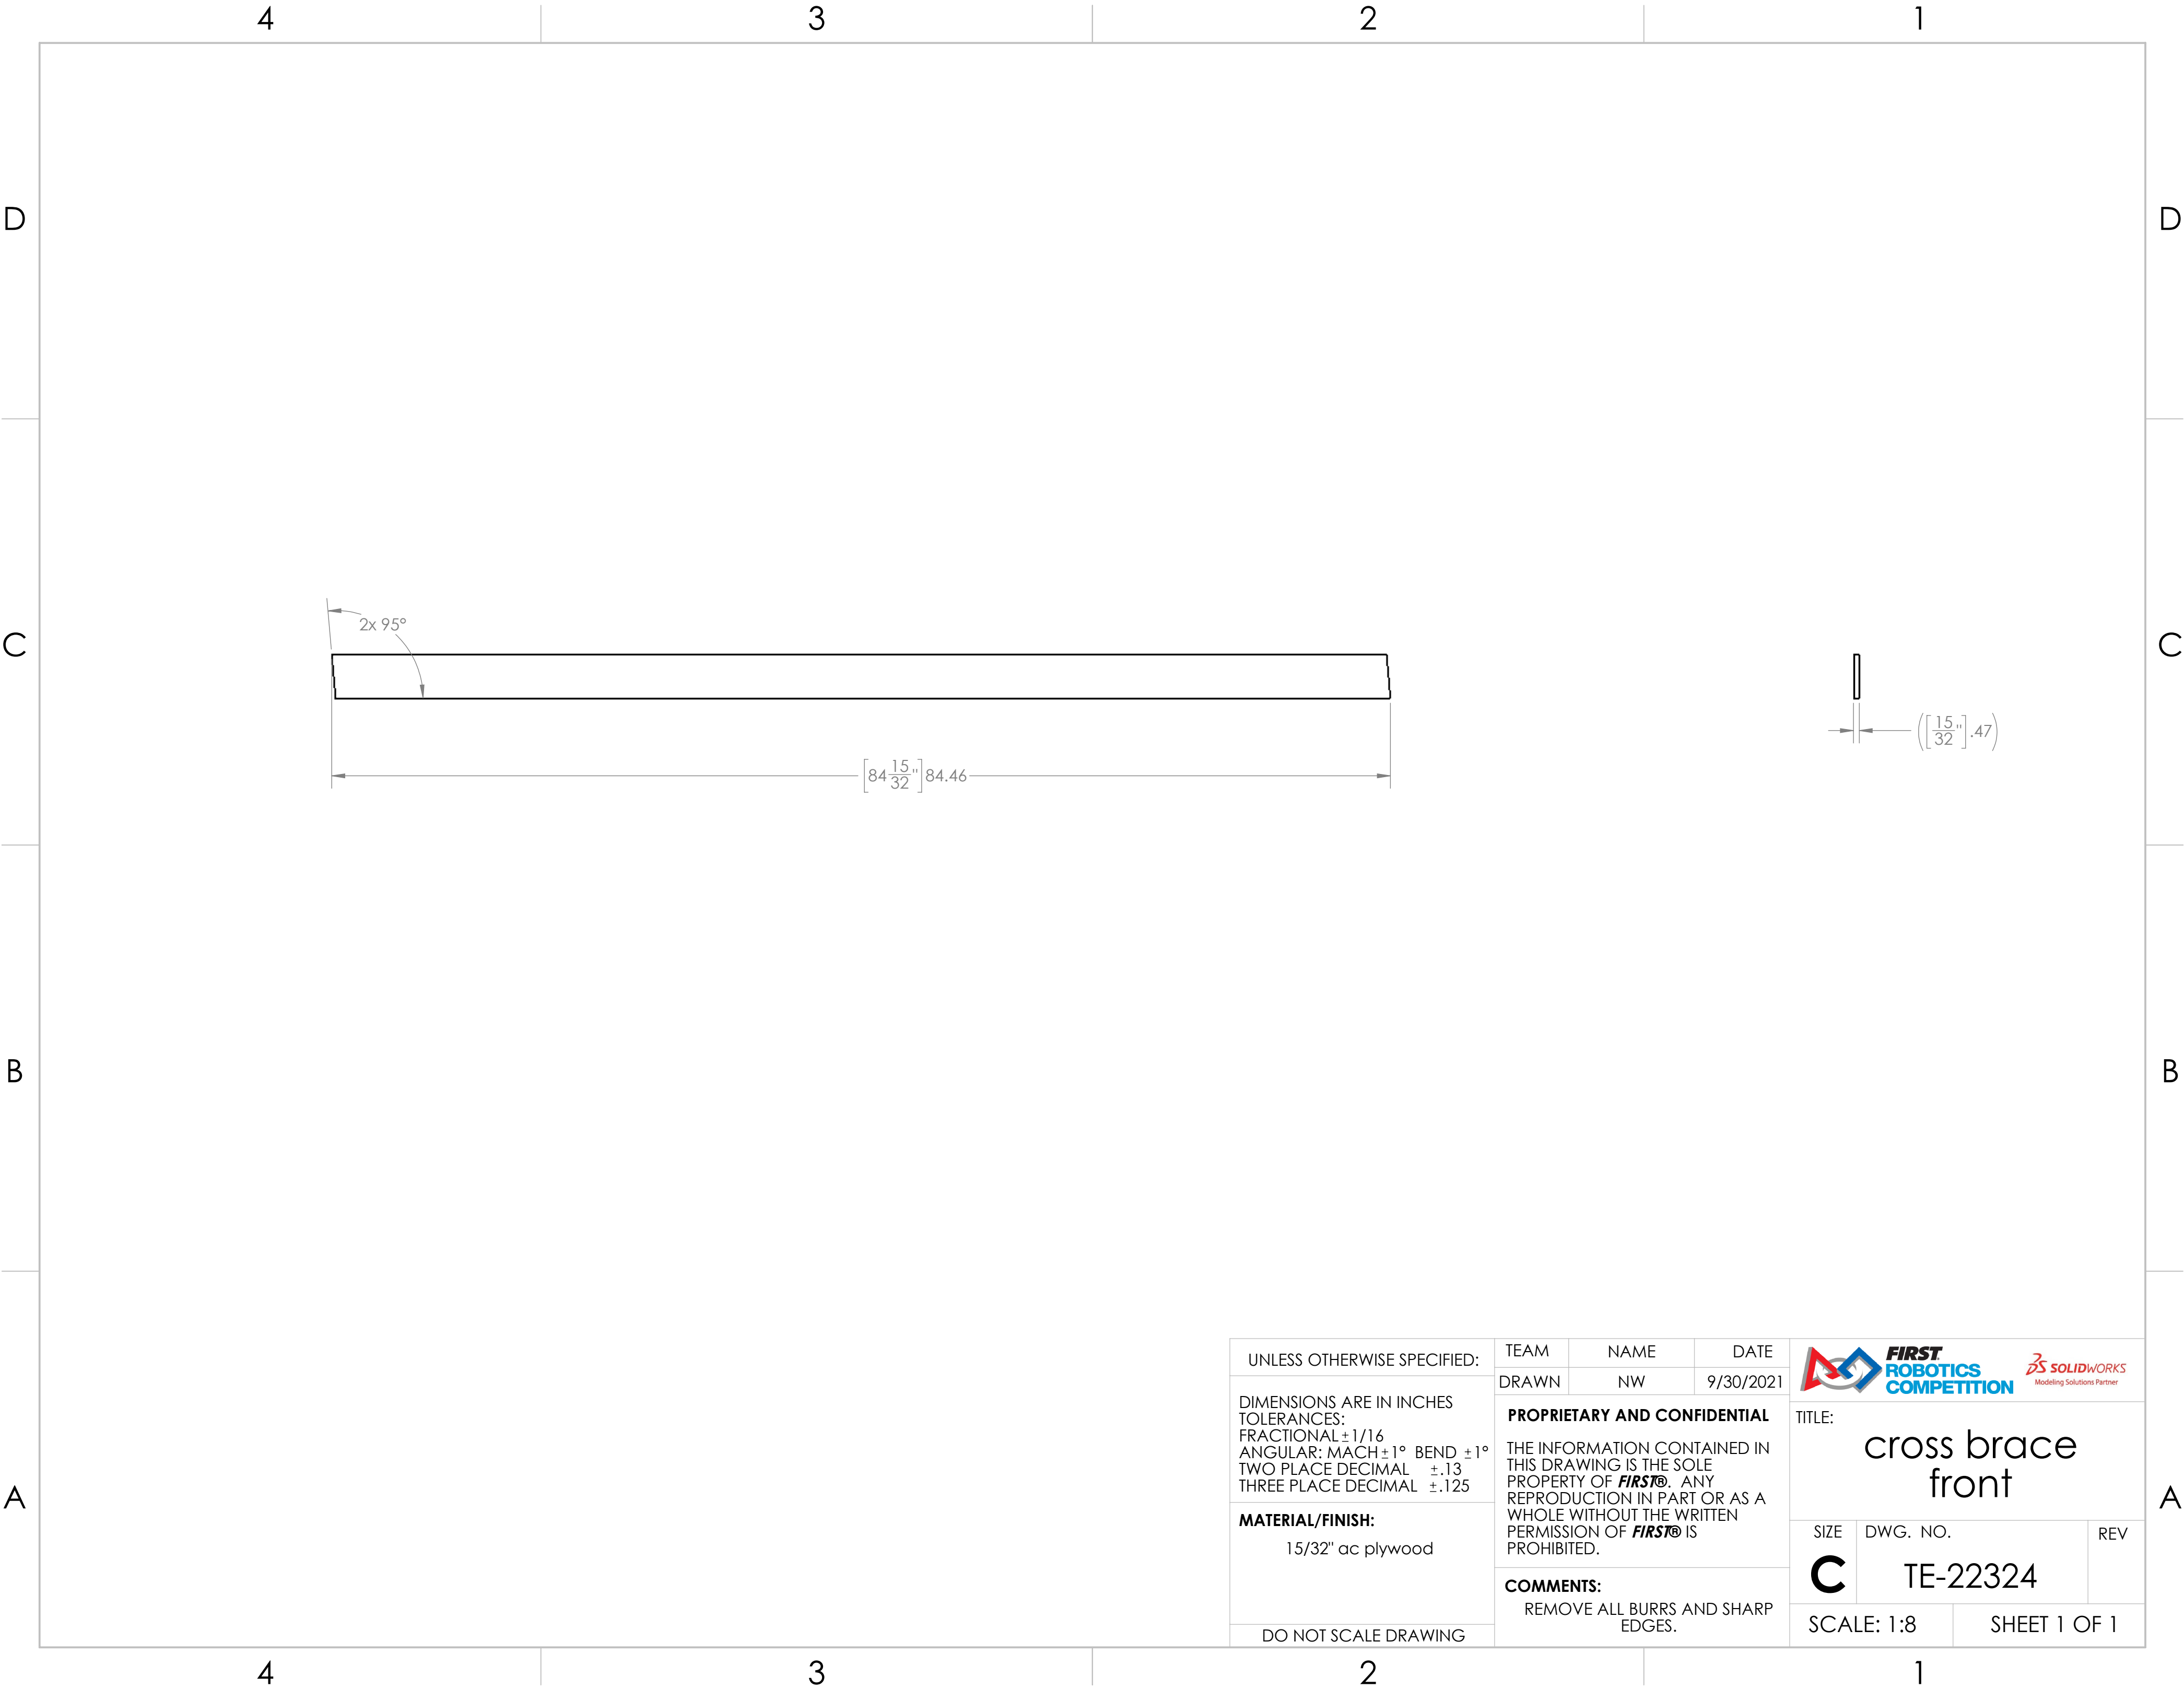 4 3 2 1
D D
2x 95°
C C
[84 15/32"] 84.46
([15/32"] .47)
B B
UNLESS OTHERWISE SPECIFIED:
DIMENSIONS ARE IN INCHES
TOLERANCES:
FRACTIONAL ± 1/16
ANGULAR: MACH ± 1° BEND ± 1°
TWO PLACE DECIMAL ± .13
THREE PLACE DECIMAL ± .125
MATERIAL/FINISH:
15/32" ac plywood
DO NOT SCALE DRAWING
TEAM NAME DATE
DRAWN NW 9/30/2021
PROPRIETARY AND CONFIDENTIAL
THE INFORMATION CONTAINED IN
THIS DRAWING IS THE SOLE
PROPERTY OF FIRST®. ANY
REPRODUCTION IN PART OR AS A
WHOLE WITHOUT THE WRITTEN
PERMISSION OF FIRST® IS
PROHIBITED.
COMMENTS:
REMOVE ALL BURRS AND SHARP
EDGES.
FIRST
ROBOTICS
COMPETITION
3S SOLIDWORKS
Modeling Solutions Partner
TITLE:
cross brace
front
SIZE DWG. NO. REV
C TE-22324
SCALE: 1:8 SHEET 1 OF 1
A A
4 3 2 1